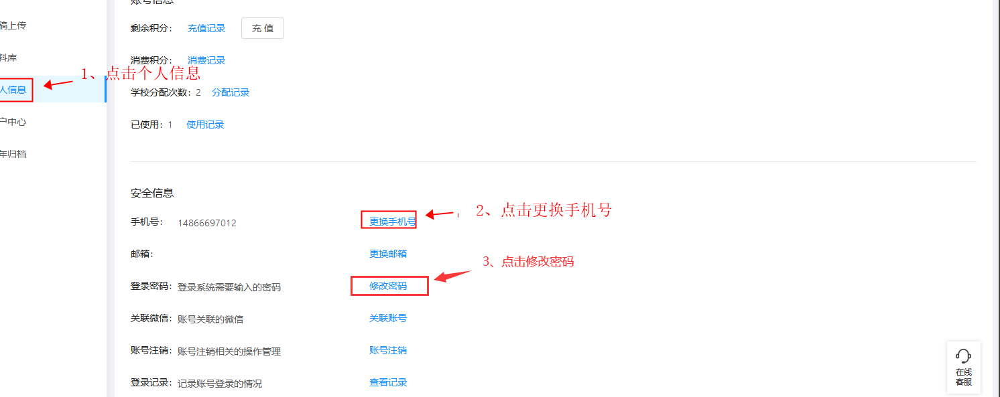 账号信息
稿上传
剩余积分： 充值记录 充 值
料库
消费积分： 消费记录
1、点击个人信息
人信息
学校分配次数：2 分配记录
户中心
已使用：1 使用记录
年归档
安全信息
手机号： 14866697012 更换手机号
2、点击更换手机号
邮箱： 更换邮箱
3、点击修改密码
登录密码： 登录系统需要输入的密码 修改密码
关联微信： 账号关联的微信 关联账号
账号注销： 账号注销相关的操作管理 账号注销
登录记录： 记录账号登录的情况 查看记录
在线
客服